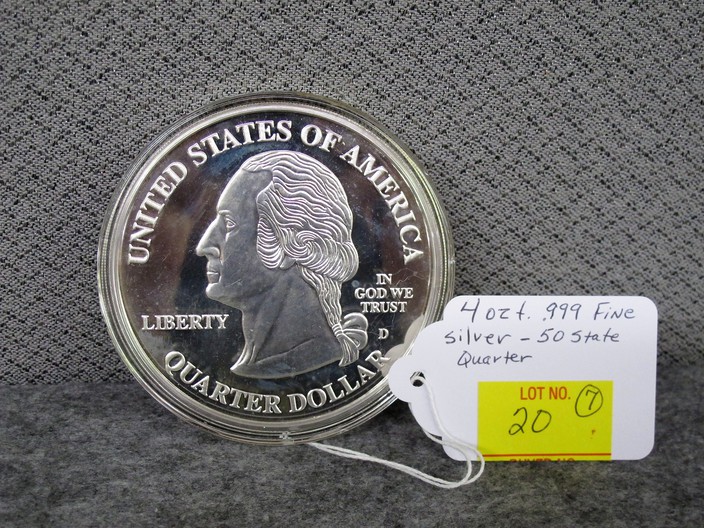 UNITED STATES OF AMERICA
LIBERTY
IN
GOD WE
TRUST
D
QUARTER DOLLAR
4 ozt. .999 Fine
Silver - 50 State
Quarter
LOT NO. 7
20